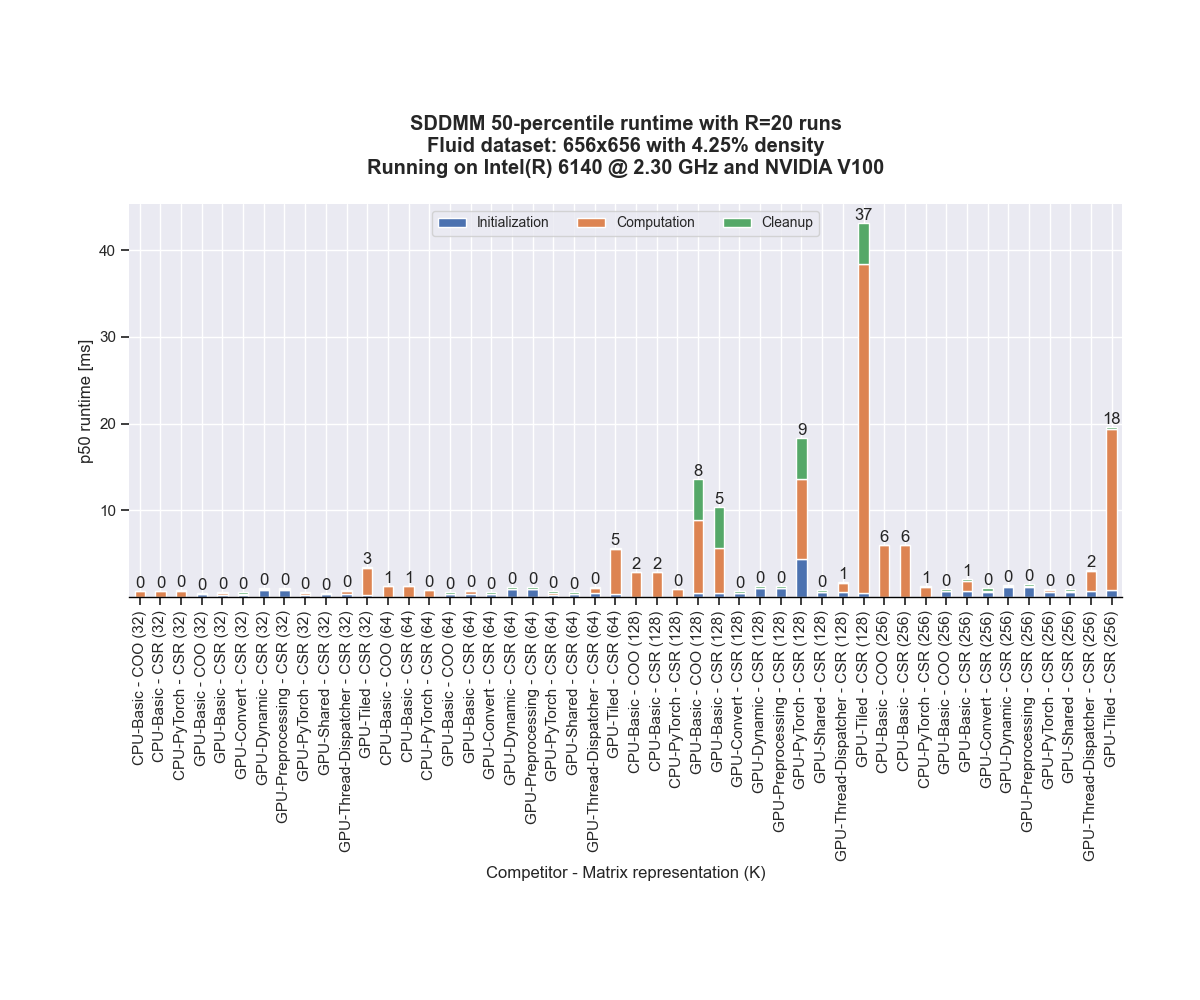 SDDMM 50-percentile runtime with R=20 runs
Fluid dataset: 656x656 with 4.25% density
Running on Intel(R) 6140 @ 2.30 GHz and NVIDIA V100
Initialization
Computation
Cleanup
p50 runtime [ms]
40
30
20
10
0
0
0
0
0
0
0
0
0
0
0
3
1
1
0
0
0
0
0
0
0
0
0
5
2
2
0
8
5
0
0
0
9
0
1
37
6
6
1
0
1
0
0
0
0
0
2
18
CPU-Basic - COO (32)
CPU-Basic - CSR (32)
CPU-PyTorch - CSR (32)
GPU-Basic - COO (32)
GPU-Basic - CSR (32)
GPU-Convert - CSR (32)
GPU-Dynamic - CSR (32)
GPU-Preprocessing - CSR (32)
GPU-PyTorch - CSR (32)
GPU-Shared - CSR (32)
GPU-Thread-Dispatcher - CSR (32)
GPU-Tiled - CSR (32)
CPU-Basic - COO (64)
CPU-Basic - CSR (64)
CPU-PyTorch - CSR (64)
GPU-Basic - COO (64)
GPU-Basic - CSR (64)
GPU-Convert - CSR (64)
GPU-Dynamic - CSR (64)
GPU-Preprocessing - CSR (64)
GPU-PyTorch - CSR (64)
GPU-Shared - CSR (64)
GPU-Thread-Dispatcher - CSR (64)
GPU-Tiled - CSR (64)
CPU-Basic - COO (128)
CPU-Basic - CSR (128)
CPU-PyTorch - CSR (128)
GPU-Basic - COO (128)
GPU-Basic - CSR (128)
GPU-Convert - CSR (128)
GPU-Dynamic - CSR (128)
GPU-Preprocessing - CSR (128)
GPU-PyTorch - CSR (128)
GPU-Shared - CSR (128)
GPU-Thread-Dispatcher - CSR (128)
GPU-Tiled - CSR (128)
CPU-Basic - COO (256)
CPU-Basic - CSR (256)
CPU-PyTorch - CSR (256)
GPU-Basic - COO (256)
GPU-Basic - CSR (256)
GPU-Convert - CSR (256)
GPU-Dynamic - CSR (256)
GPU-Preprocessing - CSR (256)
GPU-PyTorch - CSR (256)
GPU-Shared - CSR (256)
GPU-Thread-Dispatcher - CSR (256)
GPU-Tiled - CSR (256)
Competitor - Matrix representation (K)